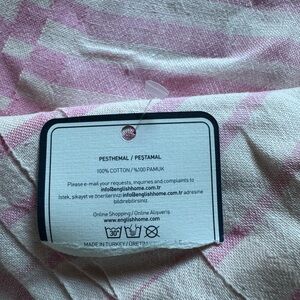 PESTHEMAL / PEŞTAMAL
100% COTTON / %100 PAMUK
Please e-mail your requests, inquiries and complaints to
info@englishhome.com.tr
İstek, şikayet ve önerilerinizi info@englishhome.com.tr adresine
bildirebilirsiniz.
Online Shopping / Online Alışveriş
www.englishhome.com
30°
MADE IN TURKEY / ÜRETİM